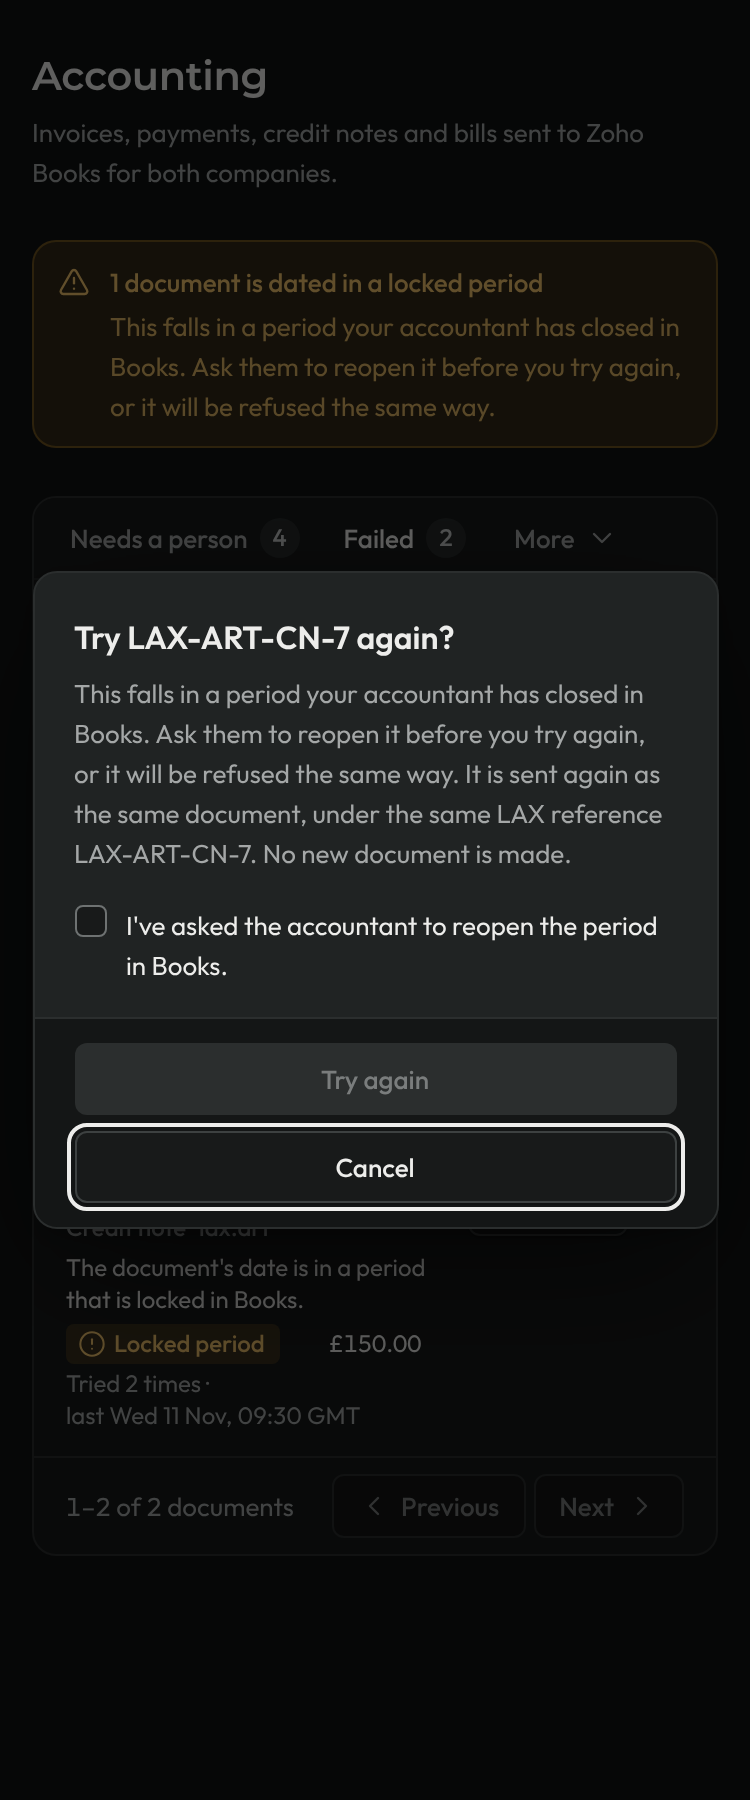 Accounting
Invoices, payments, credit notes and bills sent to Zoho
Books for both companies.
1 document is dated in a locked period
This falls in a period your accountant has closed in
Books. Ask them to reopen it before you try again,
or it will be refused the same way.
Needs a person 4 Failed 2 More
Try LAX-ART-CN-7 again?
This falls in a period your accountant has closed in
Books. Ask them to reopen it before you try again,
or it will be refused the same way. It is sent again as
the same document, under the same LAX reference
LAX-ART-CN-7. No new document is made.
I've asked the accountant to reopen the period
in Books.
Try again
Cancel
Credit note lax.art
The document's date is in a period
that is locked in Books.
Locked period £150.00
Tried 2 times ·
last Wed 11 Nov, 09:30 GMT
1–2 of 2 documents Previous Next